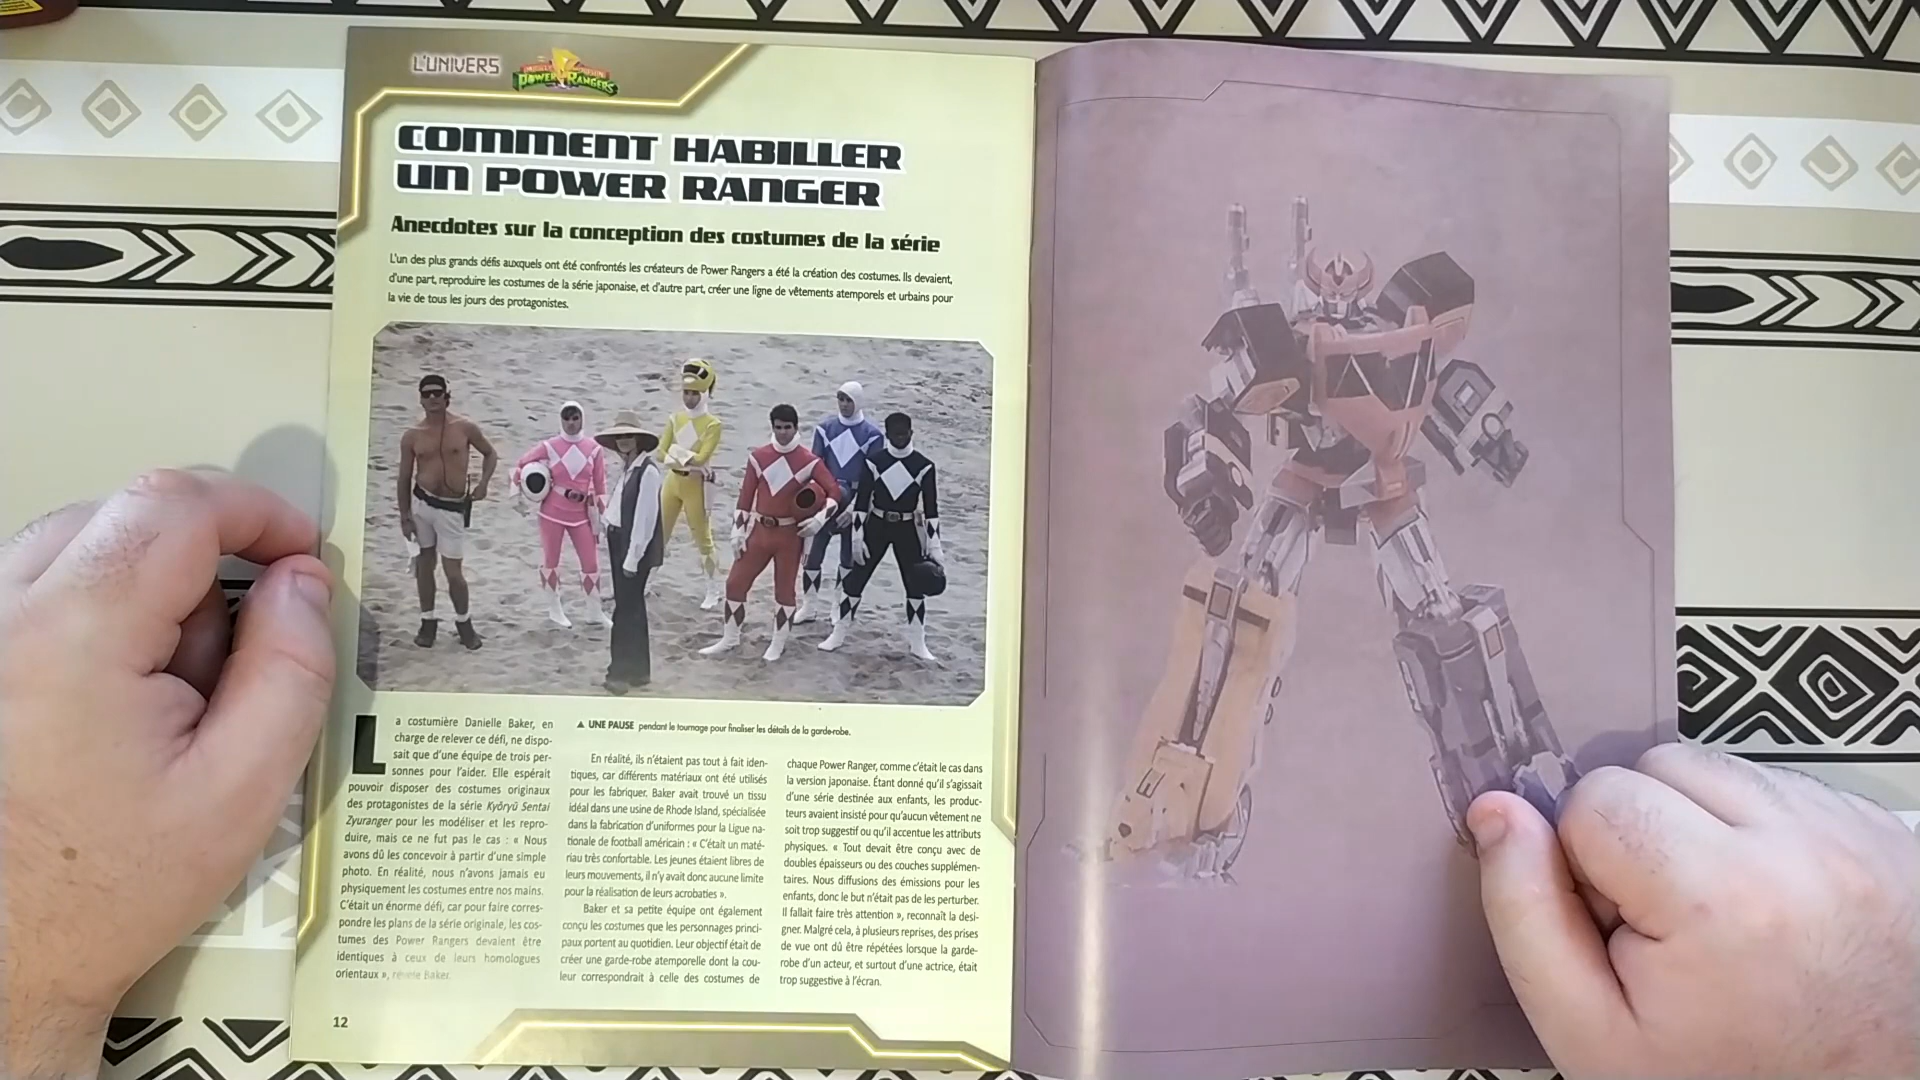 L'UNIVERS
POWER RANGERS
COMMENT HABILLER
UN POWER RANGER
Anecdotes sur la conception des costumes de la série
L'un des plus grands défis auxquels ont été confrontés les créateurs de Power Rangers a été la création des costumes. Ils devaient,
d'une part, reproduire les costumes de la série japonaise, et d'autre part, créer une ligne de vêtements atemporels et urbains pour
la vie de tous les jours des protagonistes.
▲ UNE PAUSE pendant le tournage pour finaliser les détails de la garde-robe.
La costumière Danielle Baker, en
charge de relever ce défi, ne dispo-
sait que d'une équipe de trois per-
sonnes pour l'aider. Elle espérait
pouvoir disposer des costumes originaux
des protagonistes de la série Kyōryū Sentai
Zyuranger pour les modéliser et les repro-
duire, mais ce ne fut pas le cas : « Nous
avons dû les concevoir à partir d'une simple
photo. En réalité, nous n'avons jamais eu
physiquement les costumes entre nos mains.
C'était un énorme défi, car pour faire corres-
pondre les plans de la série originale, les cos-
tumes des Power Rangers devaient être
identiques à ceux de leurs homologues
orientaux », révèle Baker.
En réalité, ils n'étaient pas tout à fait iden-
tiques, car différents matériaux ont été utilisés
pour les fabriquer. Baker avait trouvé un tissu
idéal dans une usine de Rhode Island, spécialisée
dans la fabrication d'uniformes pour la Ligue na-
tionale de football américain : « C'était un maté-
riau très confortable. Les jeunes étaient libres de
leurs mouvements, il n'y avait donc aucune limite
pour la réalisation de leurs acrobaties ».
Baker et sa petite équipe ont également
conçu les costumes que les personnages princi-
paux portent au quotidien. Leur objectif était de
créer une garde-robe atemporelle dont la cou-
leur correspondrait à celle des costumes de
chaque Power Ranger, comme c'était le cas dans
la version japonaise. Étant donné qu'il s'agissait
d'une série destinée aux enfants, les produc-
teurs avaient insisté pour qu'aucun vêtement ne
soit trop suggestif ou qu'il accentue les attributs
physiques. « Tout devait être conçu avec de
doubles épaisseurs ou des couches supplémen-
taires. Nous diffusions des émissions pour les
enfants, donc le but n'était pas de les perturber.
Il fallait faire très attention », reconnaît la desi-
gner. Malgré cela, à plusieurs reprises, des prises
de vue ont dû être répétées lorsque la garde-
robe d'un acteur, et surtout d'une actrice, était
trop suggestive à l'écran.
12